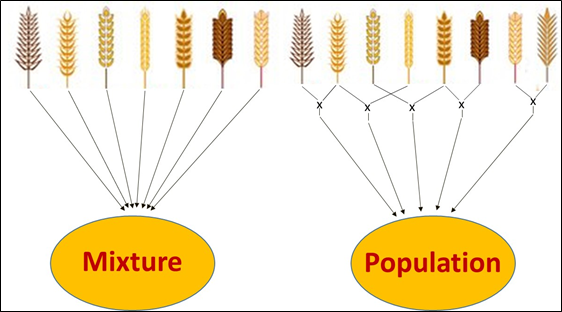 x x x x x
Mixture
Population